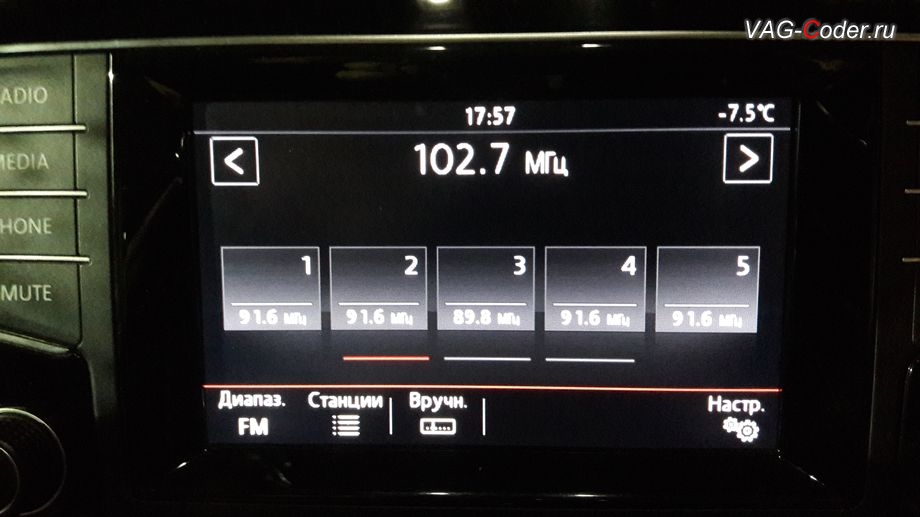 VAG-Coder.ru
ADIO
MEDIA
HONE
MUTE
17:57 -7.5°C
< 102.7 МГц >
1 2 3 4 5
91.6 МГц 91.6 МГц 89.8 МГц 91.6 МГц 91.6 МГц
Диапаз. Станции Вручн. Настр.
FM